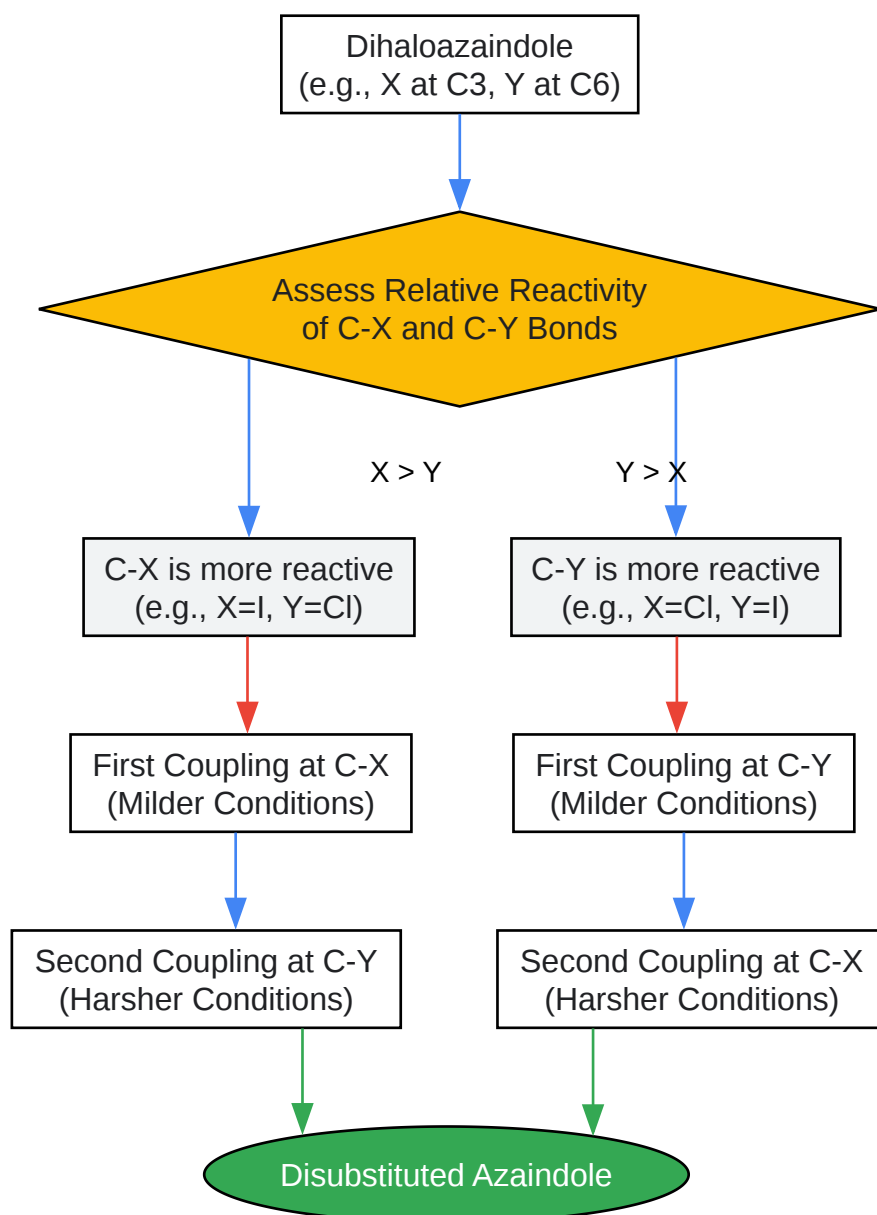 Dihaloazaindole
(e.g., X at C3, Y at C6)
Assess Relative Reactivity
of C-X and C-Y Bonds
X > Y
Y > X
C-X is more reactive
(e.g., X=I, Y=Cl)
C-Y is more reactive
(e.g., X=Cl, Y=I)
First Coupling at C-X
(Milder Conditions)
First Coupling at C-Y
(Milder Conditions)
Second Coupling at C-Y
(Harsher Conditions)
Second Coupling at C-X
(Harsher Conditions)
Disubstituted Azaindole